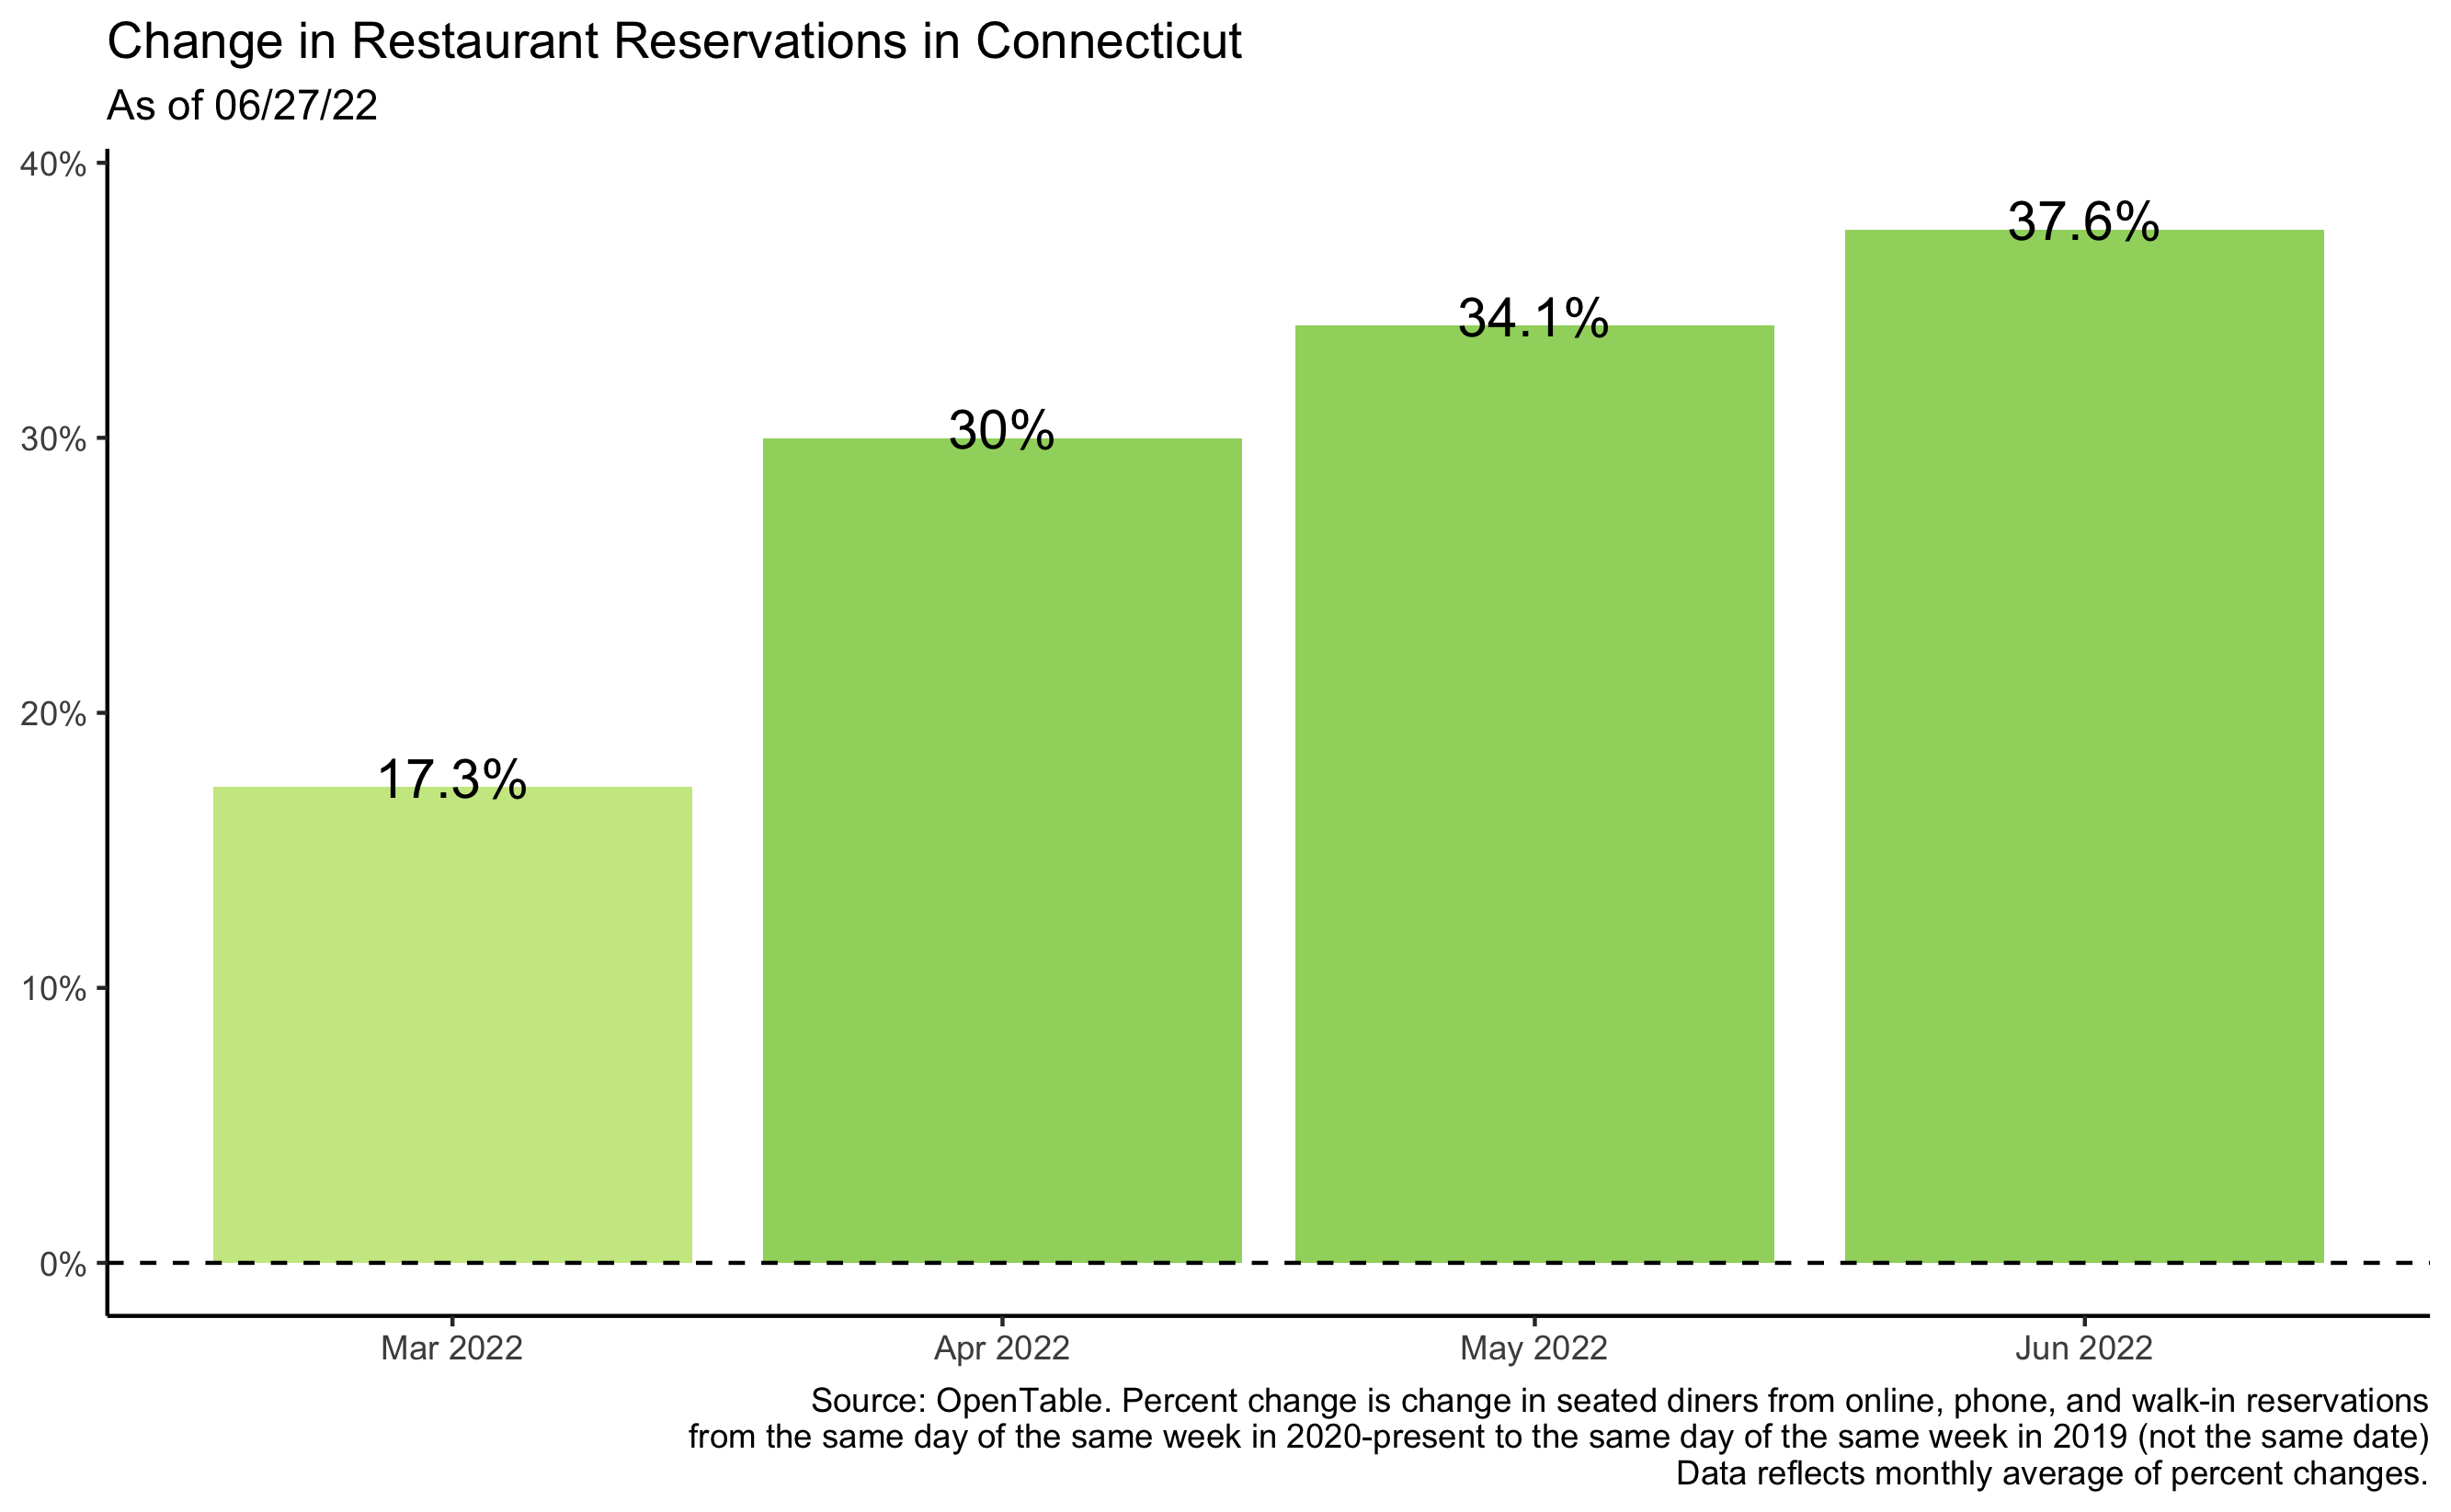 Change in Restaurant Reservations in Connecticut
As of 06/27/22
40%
30%
20%
10%
0%
17.3%
30%
34.1%
37.6%
Mar 2022
Apr 2022
May 2022
Jun 2022
Source: OpenTable. Percent change is change in seated diners from online, phone, and walk-in reservations
from the same day of the same week in 2020-present to the same day of the same week in 2019 (not the same date)
Data reflects monthly average of percent changes.